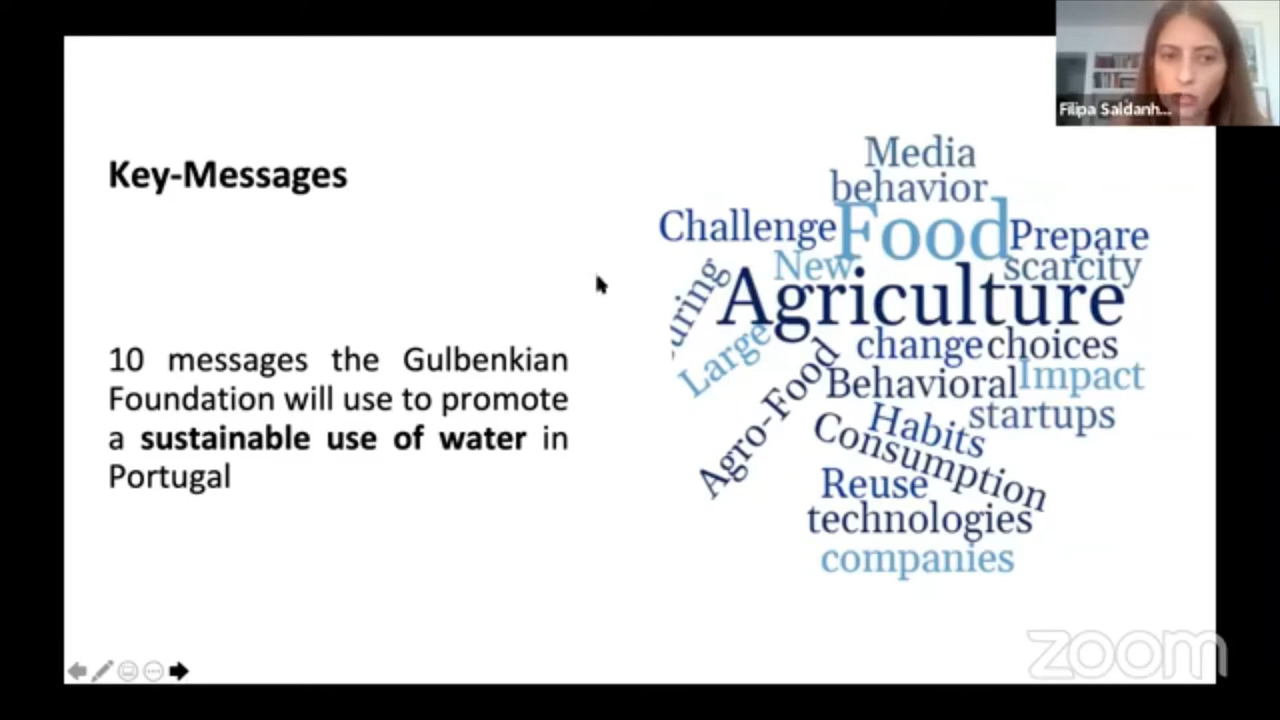 Filipa Saldanh...
Key-Messages
10 messages the Gulbenkian
Foundation will use to promote
a sustainable use of water in
Portugal
Media
behavior
Challenge
Food
Prepare
New
scarcity
Agriculture
Large
change
choices
Agro-Food
Behavioral
Impact
Habits
startups
Consumption
Reuse
technologies
companies
zoom